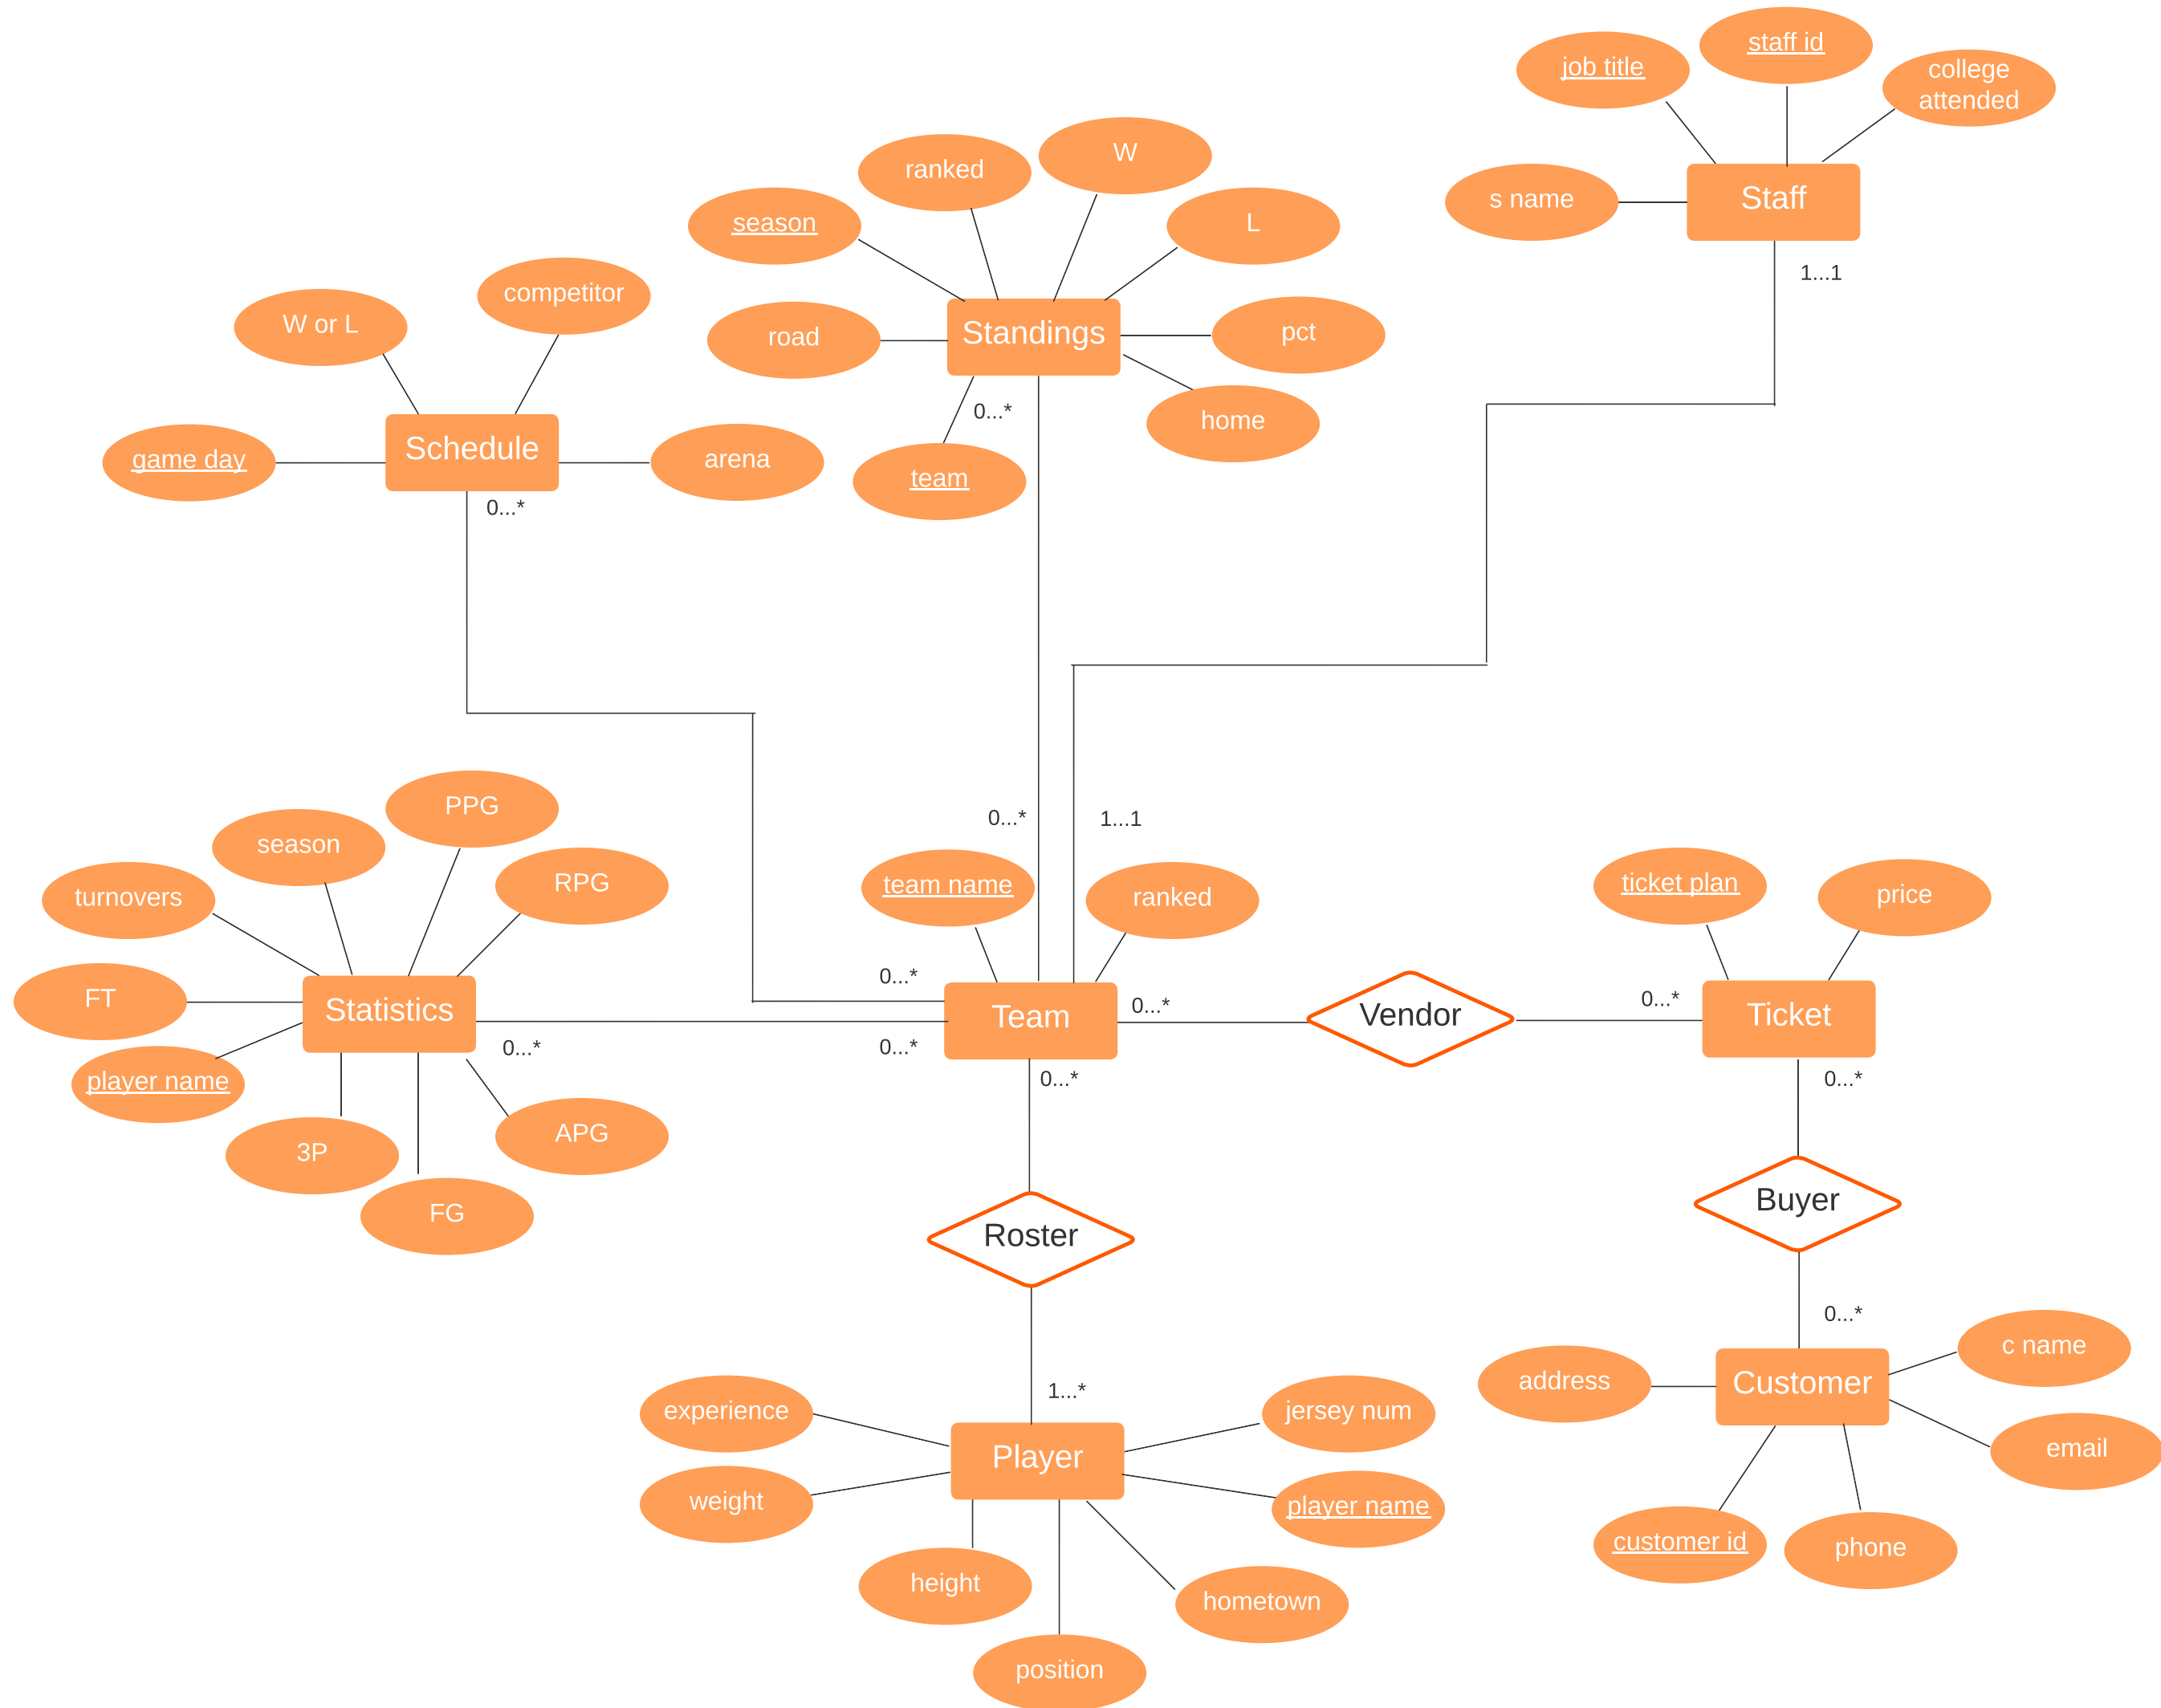 staff id
job title
college
attended
s name
Staff
1...1
W
ranked
L
season
Standings
road
pct
home
0...*
team
competitor
W or L
Schedule
game day
arena
0...*
0...*
1...1
PPG
season
RPG
turnovers
FT
Statistics
player name
0...*
3P
APG
FG
team name
ranked
0...*
Team
0...*
0...*
0...*
Vendor
ticket plan
price
0...*
Ticket
0...*
Roster
Buyer
0...*
1...*
experience
jersey num
Player
weight
player name
height
hometown
position
c name
address
Customer
email
customer id
phone